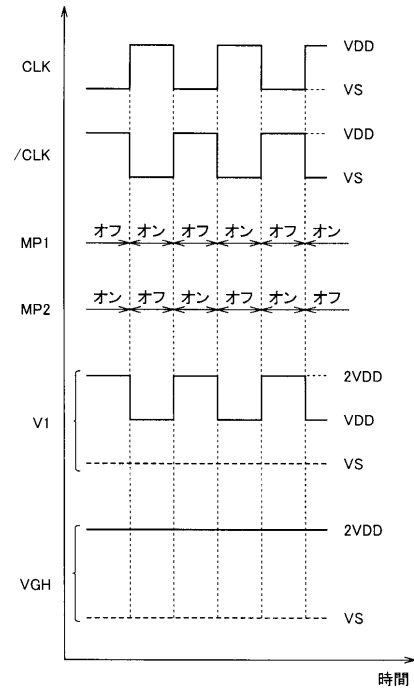 CLK
VDD
VS
/CLK
VDD
VS
MP1
オフ オン オフ オン オフ オン
MP2
オン オフ オン オフ オン オフ
V1
2VDD
VDD
VS
VGH
2VDD
VS
時間